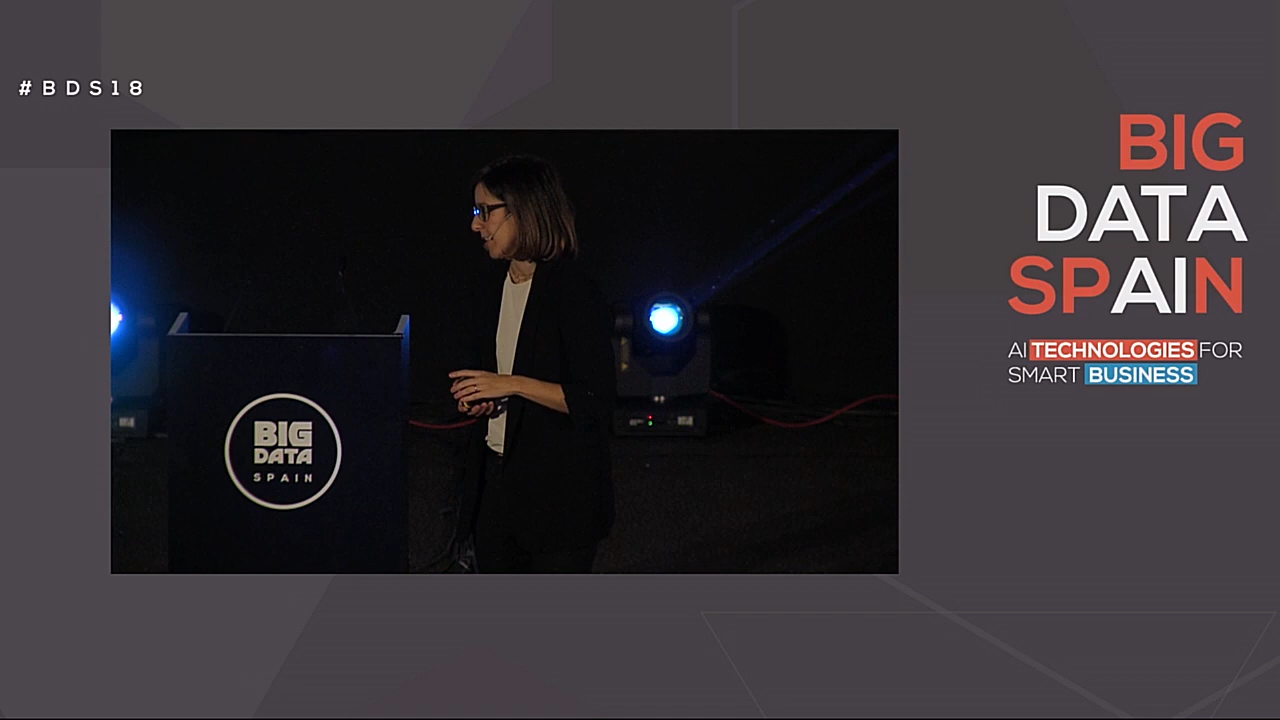 #BDS18
BIG
DATA
SPAIN
AI TECHNOLOGIES FOR
SMART BUSINESS
BIG
DATA
SPAIN